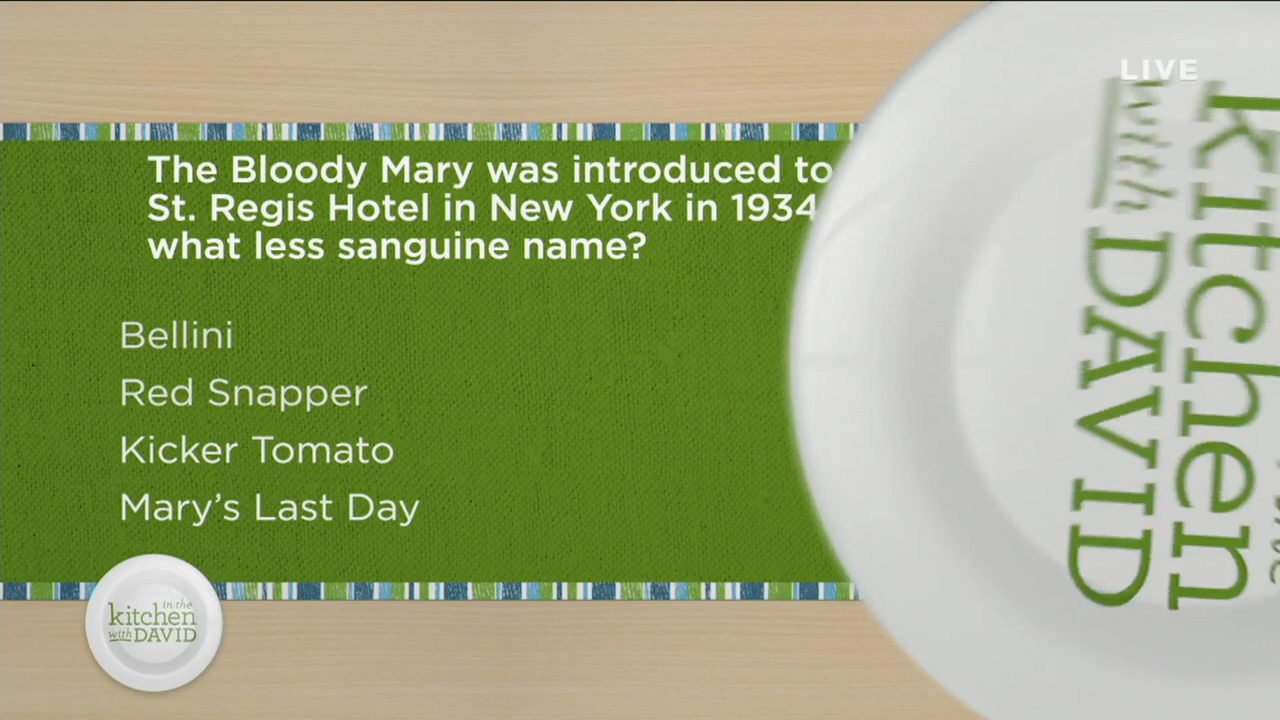 LIVE
The Bloody Mary was introduced to
St. Regis Hotel in New York in 1934
what less sanguine name?
Bellini
Red Snapper
Kicker Tomato
Mary's Last Day
in the
kitchen
with DAVID
kitchen
with DAVID